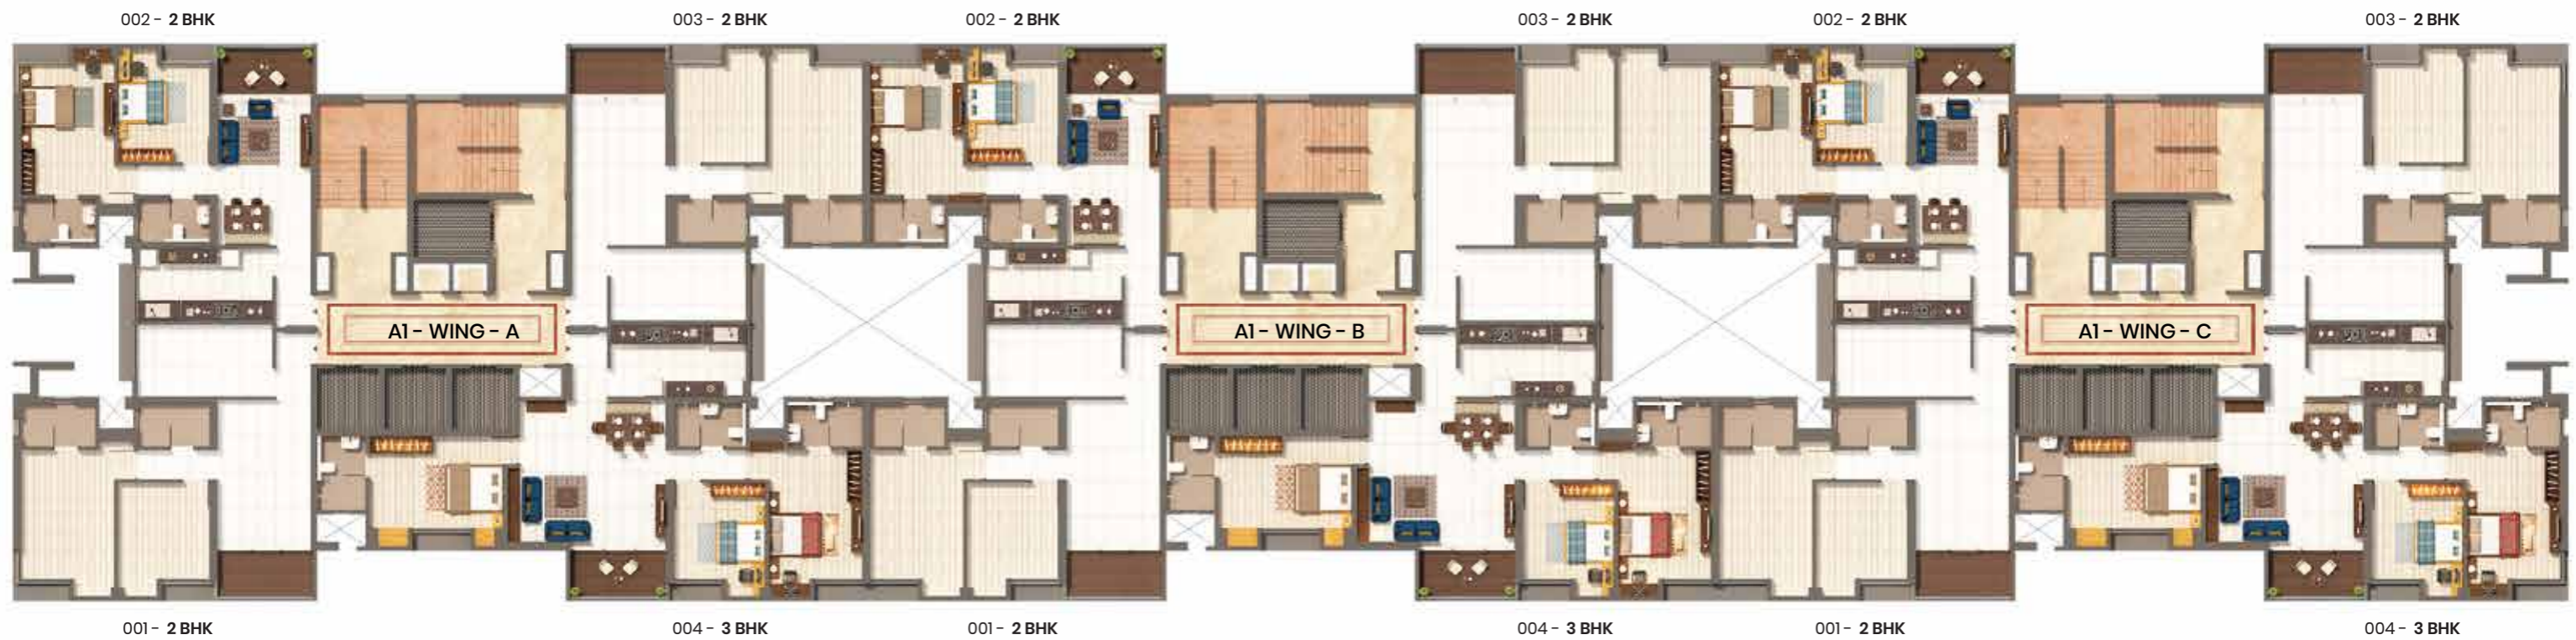 002 - 2 BHK
003 - 2 BHK
002 - 2 BHK
003 - 2 BHK
002 - 2 BHK
003 - 2 BHK
A1 - WING - A
A1 - WING - B
A1 - WING - C
001 - 2 BHK
004 - 3 BHK
001 - 2 BHK
004 - 3 BHK
001 - 2 BHK
004 - 3 BHK